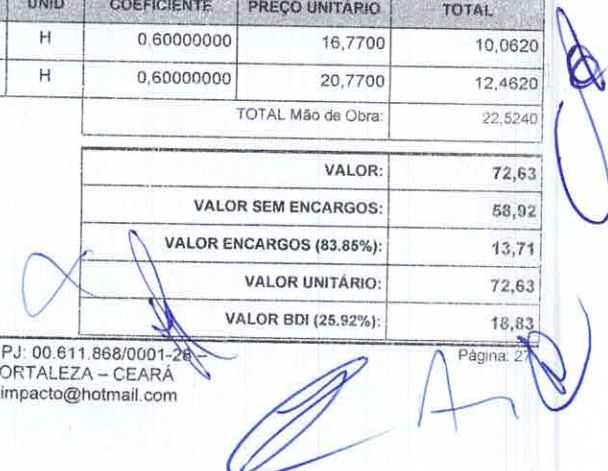 UNID COEFICIENTE PREÇO UNITÁRIO TOTAL
H 0,60000000 16,7700 10,0620
H 0,60000000 20,7700 12,4620
TOTAL Mão de Obra: 22,5240
VALOR: 72,63
VALOR SEM ENCARGOS: 58,92
VALOR ENCARGOS (83.85%): 13,71
VALOR UNITÁRIO: 72,63
VALOR BDI (25.92%): 18,83
PJ: 00.611.868/0001-28 –
ORTALEZA – CEARÁ
impacto@hotmail.com
Página: 27